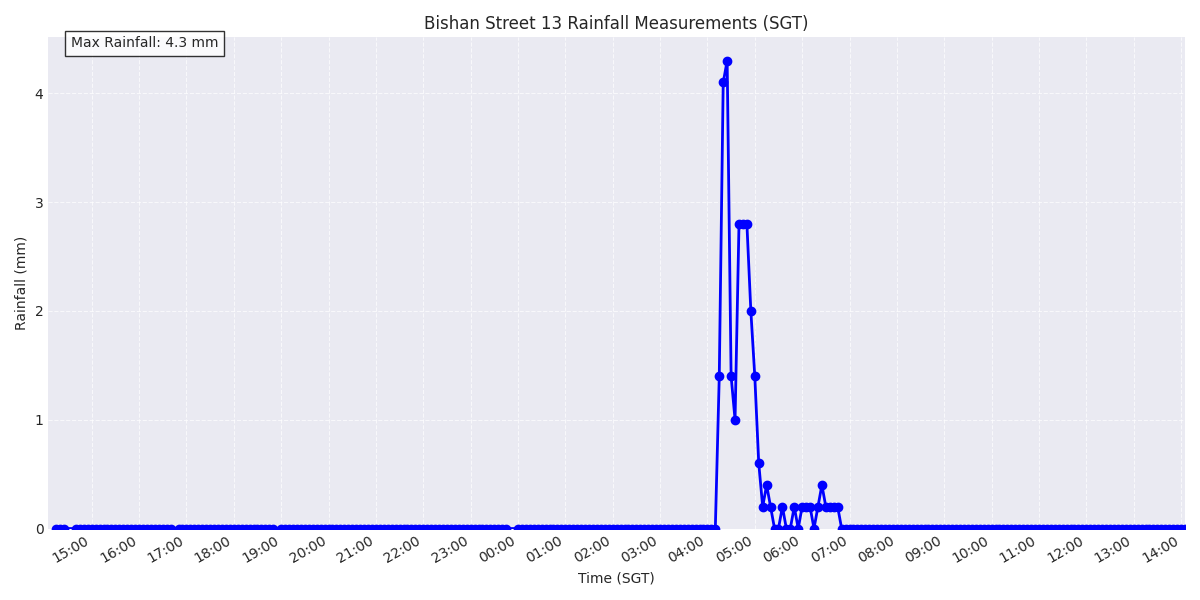 Bishan Street 13 Rainfall Measurements (SGT)
Max Rainfall: 4.3 mm
Rainfall (mm)
4
3
2
1
0
15:00 16:00 17:00 18:00 19:00 20:00 21:00 22:00 23:00 00:00 01:00 02:00 03:00 04:00 05:00 06:00 07:00 08:00 09:00 10:00 11:00 12:00 13:00 14:00
Time (SGT)